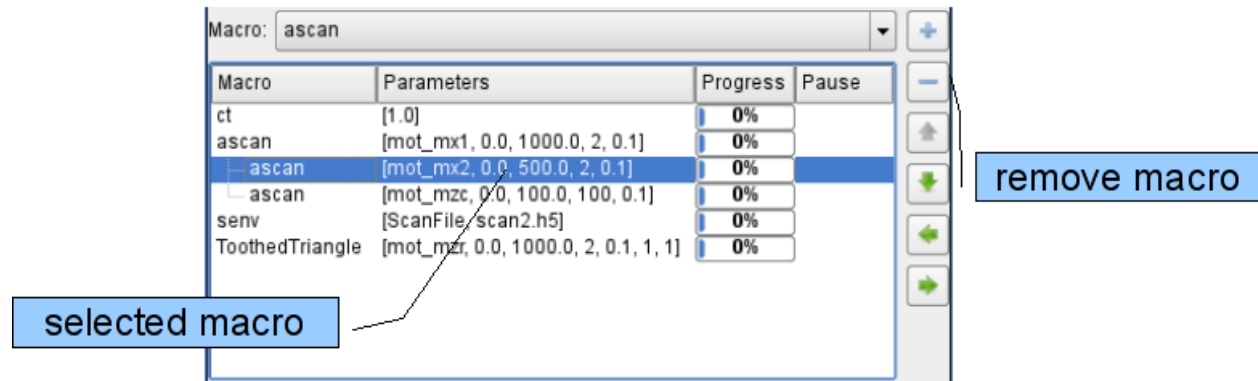 Macro: ascan
Macro Parameters Progress Pause
ct [1.0] 0%
ascan [mot_mx1, 0.0, 1000.0, 2, 0.1] 0%
ascan [mot_mx2, 0.0, 500.0, 2, 0.1] 0%
ascan [mot_mzc, 0.0, 100.0, 100, 0.1] 0%
senv [ScanFile, scan2.h5] 0%
ToothedTriangle [mot_mzr, 0.0, 1000.0, 2, 0.1, 1, 1] 0%
remove macro
selected macro